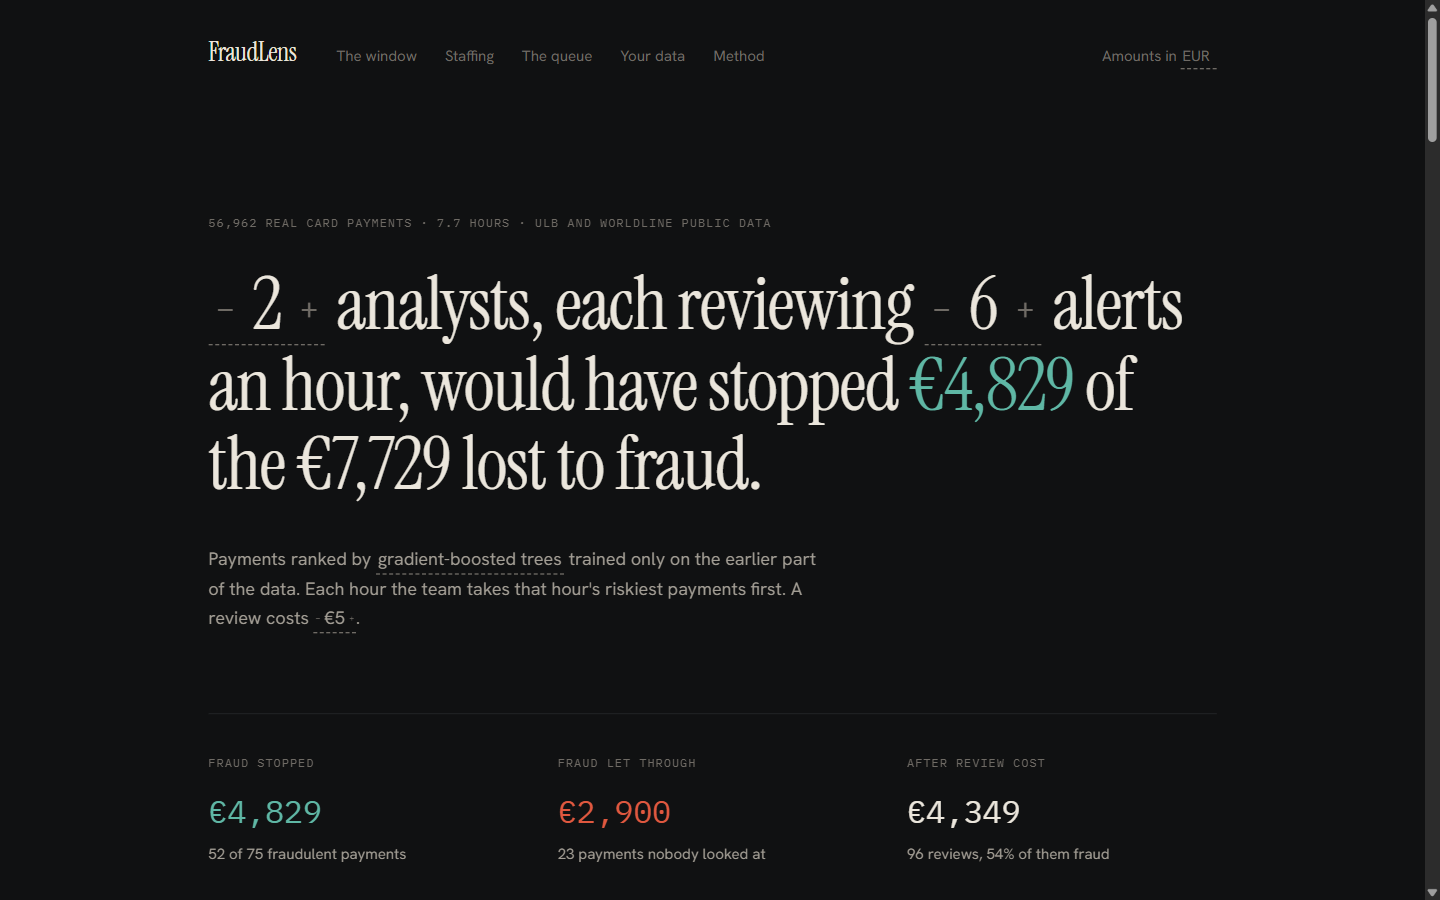 FraudLens The window Staffing The queue Your data Method Amounts in EUR
56,962 REAL CARD PAYMENTS · 7.7 HOURS · ULB AND WORLDLINE PUBLIC DATA
− 2 + analysts, each reviewing − 6 + alerts
an hour, would have stopped €4,829 of
the €7,729 lost to fraud.
Payments ranked by gradient-boosted trees trained only on the earlier part
of the data. Each hour the team takes that hour's riskiest payments first. A
review costs - €5 +.
FRAUD STOPPED FRAUD LET THROUGH AFTER REVIEW COST
€4,829 €2,900 €4,349
52 of 75 fraudulent payments 23 payments nobody looked at 96 reviews, 54% of them fraud